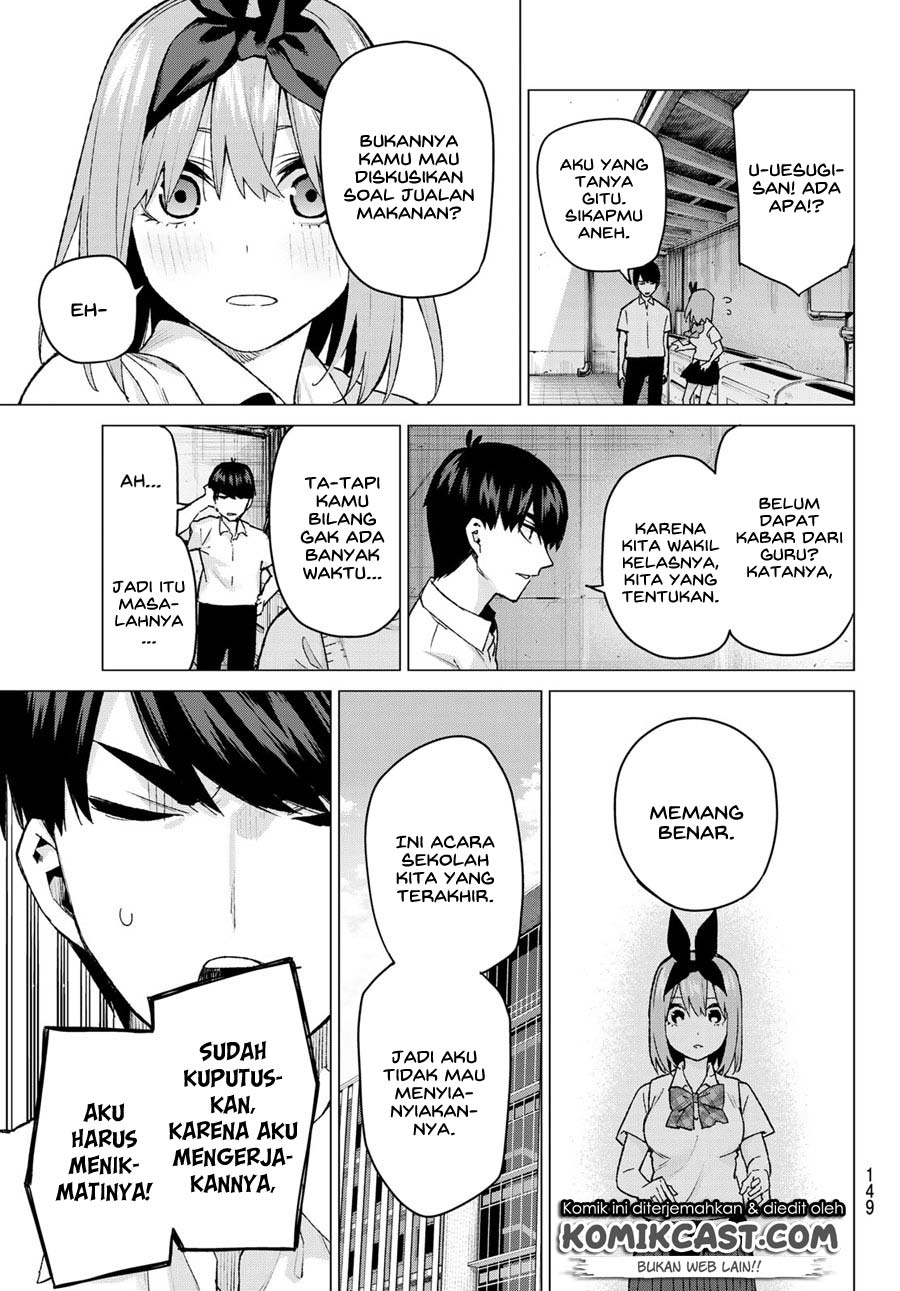 U-UESUGI-
SAN! ADA
APA!?
AKU YANG
TANYA
GITU.
SIKAPMU
ANEH.
BUKANNYA
KAMU MAU
DISKUSIKAN
SOAL JUALAN
MAKANAN?
EH-
BELUM
DAPAT
KABAR DARI
GURU?
KATANYA,
KARENA
KITA WAKIL
KELASNYA,
KITA YANG
TENTUKAN.
TA-TAPI
KAMU
BILANG
GAK ADA
BANYAK
WAKTU...
AH...
JADI ITU
MASA-
LAHNYA
...
MEMANG
BENAR.
INI ACARA
SEKOLAH
KITA YANG
TERAKHIR.
JADI AKU
TIDAK MAU
MENYIA-
NYIAKAN-
NYA.
SUDAH
KUPUTUS-
KAN,
KARENA AKU
MENGERJA-
KANNYA,
AKU
HARUS
MENIK-
MATINYA!
149
Komik ini diterjemahkan & diedit oleh
KOMIKCAST.COM
BUKAN WEB LAIN!!